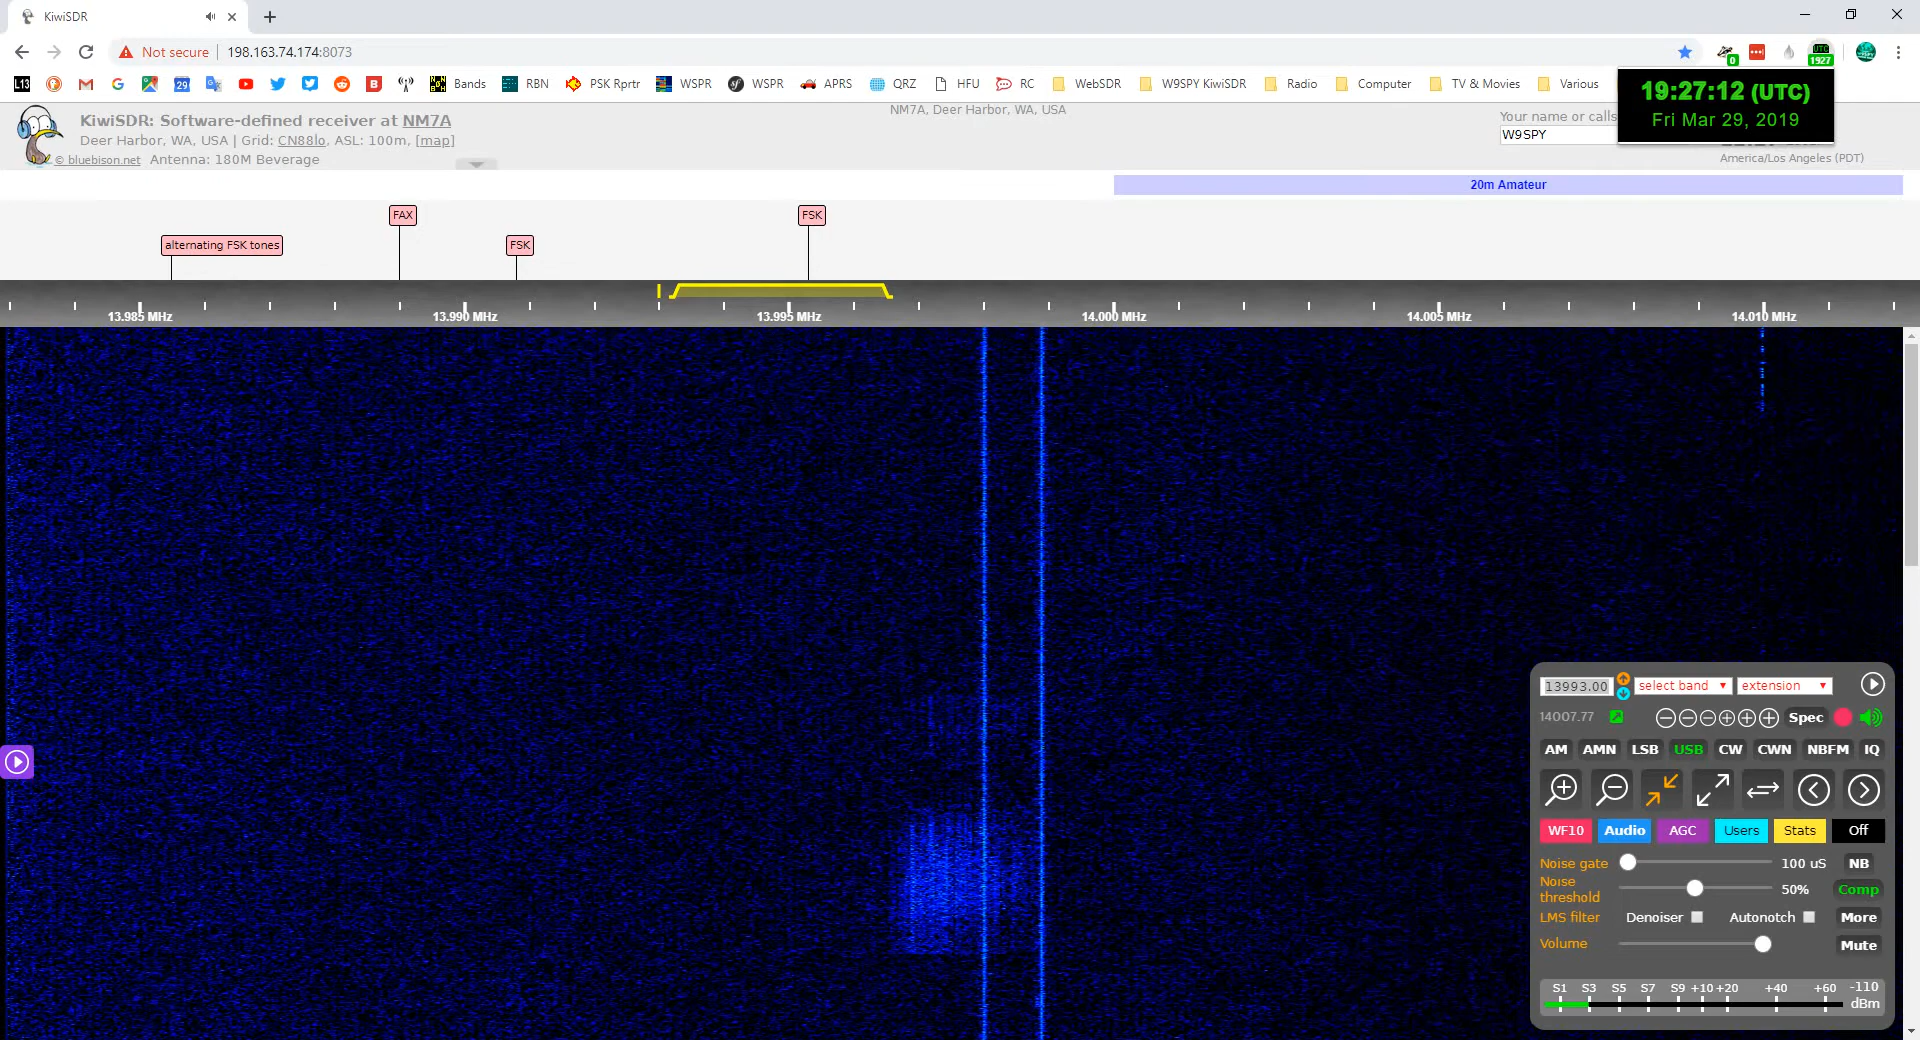 KiwiSDR
Not secure 198.163.74.174:8073
0 UTC 1927
L13 29 Bands RBN PSK Rprtr WSPR WSPR APRS QRZ HFU RC WebSDR W9SPY KiwiSDR Radio Computer TV & Movies Various
19:27:12 (UTC)
Fri Mar 29, 2019
NM7A, Deer Harbor, WA, USA
KiwiSDR: Software-defined receiver at NM7A
Deer Harbor, WA, USA | Grid: CN88lo, ASL: 100m, [map]
© bluebison.net Antenna: 180M Beverage
Your name or calls
W9SPY
America/Los Angeles (PDT)
20m Amateur
FAX FSK
alternating FSK tones FSK
13.985 MHz 13.990 MHz 13.995 MHz 14.000 MHz 14.005 MHz 14.010 MHz
13993.00 select band extension
14007.77 Spec
AM AMN LSB USB CW CWN NBFM IQ
WF10 Audio AGC Users Stats Off
Noise gate 100 uS NB
Noise threshold 50% Comp
LMS filter Denoiser Autonotch More
Volume Mute
S1 S3 S5 S7 S9 +10 +20 +40 +60 -110
dBm